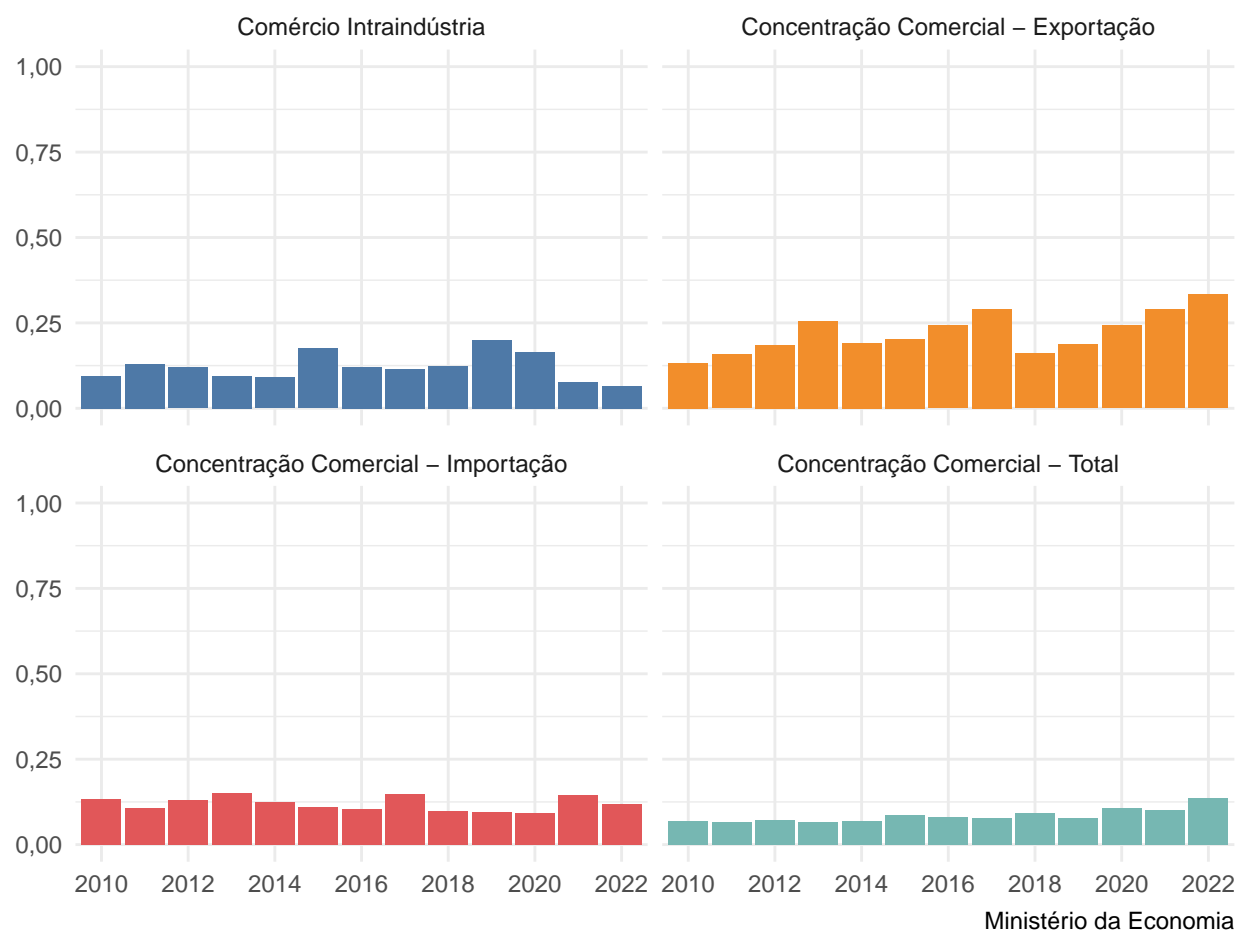 Comércio Intraindústria
Concentração Comercial – Exportação
1,00
0,75
0,50
0,25
0,00
Concentração Comercial – Importação
Concentração Comercial – Total
1,00
0,75
0,50
0,25
0,00
2010 2012 2014 2016 2018 2020 2022
2010 2012 2014 2016 2018 2020 2022
Ministério da Economia